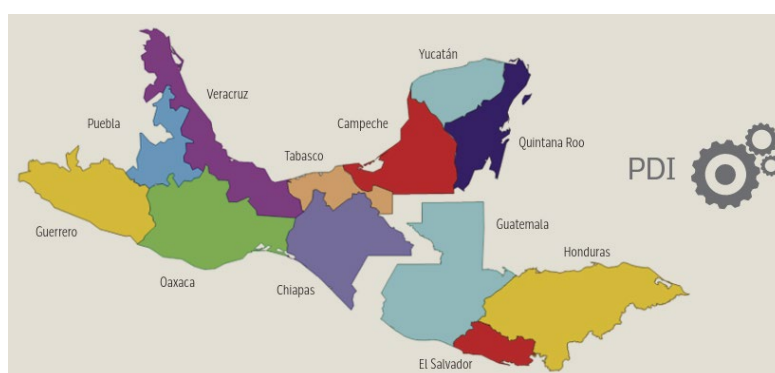 Yucatán
Veracruz
Puebla
Campeche
Quintana Roo
Tabasco
PDI
Guatemala
Guerrero
Honduras
Oaxaca
Chiapas
El Salvador